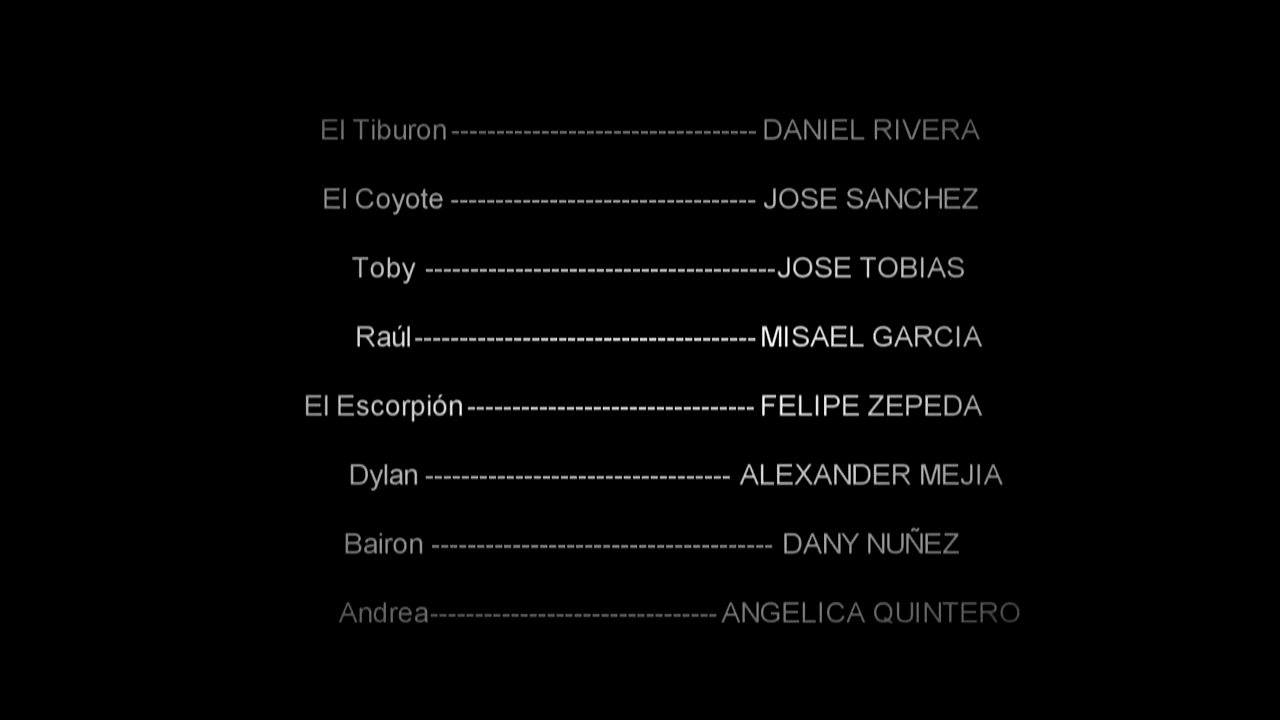 El Tiburon ---------------------------------- DANIEL RIVERA
El Coyote ---------------------------------- JOSE SANCHEZ
Toby ---------------------------------------JOSE TOBIAS
Raúl-------------------------------------- MISAEL GARCIA
El Escorpión-------------------------------- FELIPE ZEPEDA
Dylan ---------------------------------- ALEXANDER MEJIA
Bairon -------------------------------------- DANY NUÑEZ
Andrea-------------------------------- ANGELICA QUINTERO